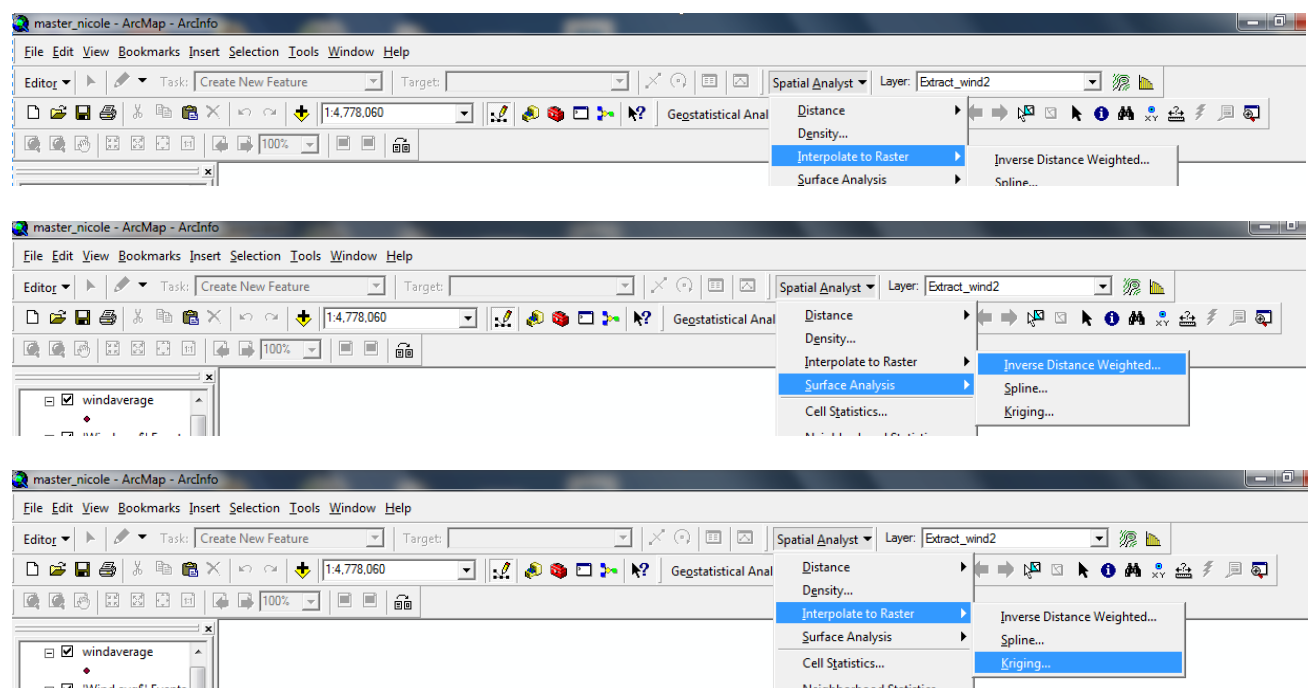 master_nicole - ArcMap - ArcInfo
File Edit View Bookmarks Insert Selection Tools Window Help
Editor Task: Create New Feature Target: Spatial Analyst Layer: Extract_wind2
1:4,778,060 Geostatistical Anal
Distance
Density...
100%
Interpolate to Raster Inverse Distance Weighted...
Surface Analysis Spline...
master_nicole - ArcMap - ArcInfo
File Edit View Bookmarks Insert Selection Tools Window Help
Editor Task: Create New Feature Target: Spatial Analyst Layer: Extract_wind2
1:4,778,060 Geostatistical Anal
Distance
Density...
100%
Interpolate to Raster Inverse Distance Weighted...
Surface Analysis Spline...
windaverage
Cell Statistics... Kriging...
master_nicole - ArcMap - ArcInfo
File Edit View Bookmarks Insert Selection Tools Window Help
Editor Task: Create New Feature Target: Spatial Analyst Layer: Extract_wind2
1:4,778,060 Geostatistical Anal
Distance
Density...
100%
Interpolate to Raster Inverse Distance Weighted...
Surface Analysis Spline...
windaverage
Cell Statistics... Kriging...
Neighborhood Statistics